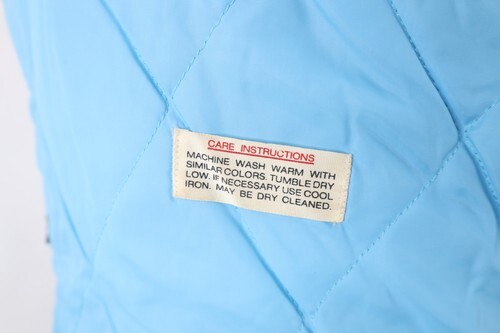 CARE INSTRUCTIONS
MACHINE WASH WARM WITH
SIMILAR COLORS. TUMBLE DRY
LOW. IF NECESSARY USE COOL
IRON. MAY BE DRY CLEANED.